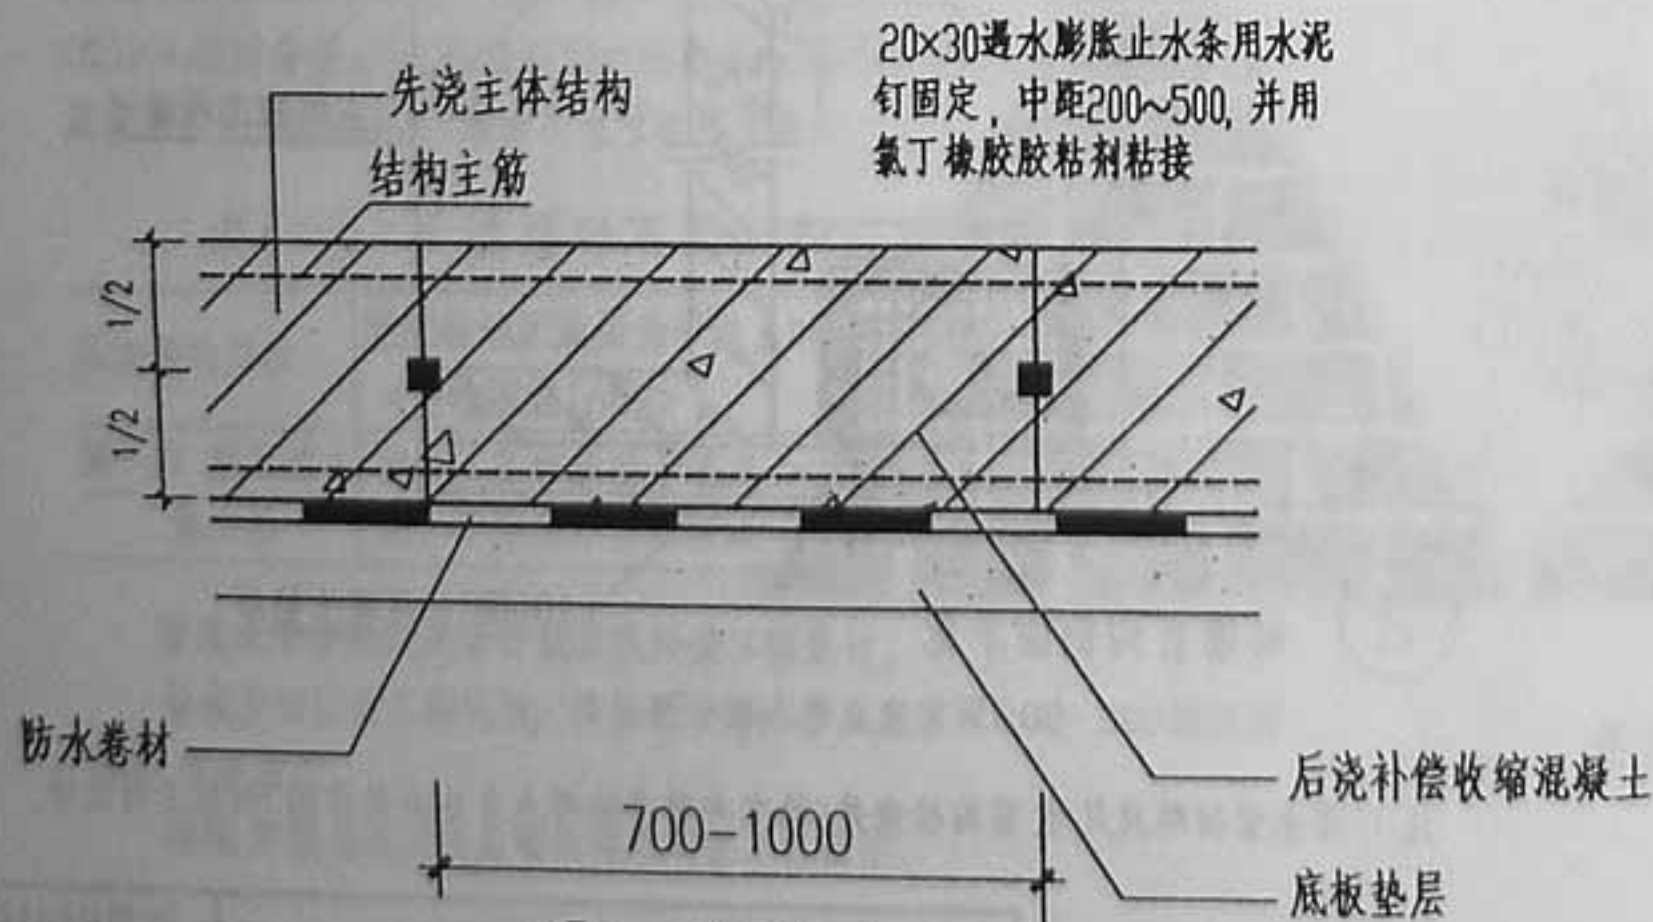 20×30遇水膨胀止水条用水泥
钉固定，中距200~500，并用
氯丁橡胶胶粘剂粘接
先浇主体结构
结构主筋
1/2
1/2
防水卷材
700-1000
后浇补偿收缩混凝土
底板垫层